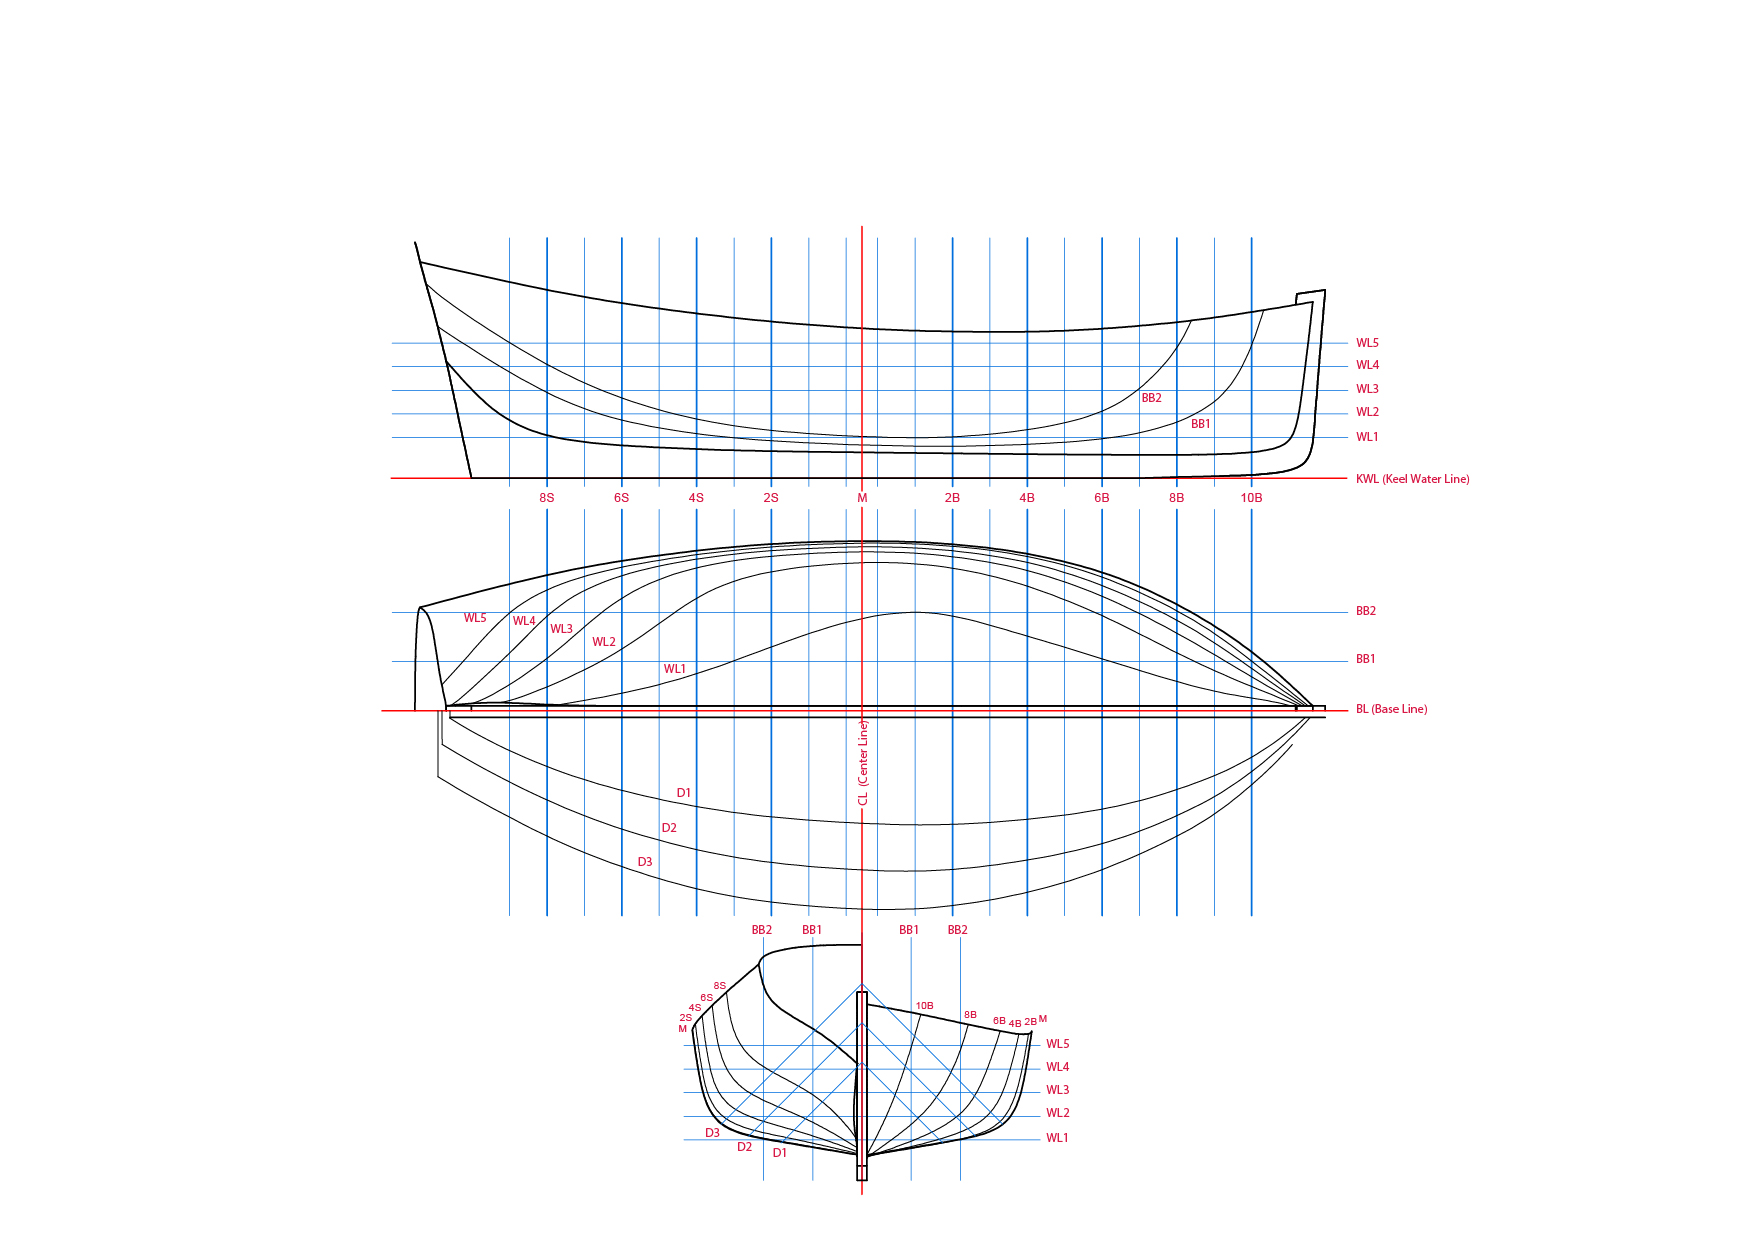 WL5
WL4
WL3
BB2
WL2
BB1
WL1
KWL (Keel Water Line)
8S 6S 4S 2S M 2B 4B 6B 8B 10B
BB2
WL5
WL4
WL3
WL2
BB1
WL1
BL (Base Line)
CL (Center Line)
D1
D2
D3
BB2 BB1 BB1 BB2
8S
6S
4S
2S
M
10B
8B
6B
4B
2B
M
WL5
WL4
WL3
WL2
WL1
D3
D2
D1